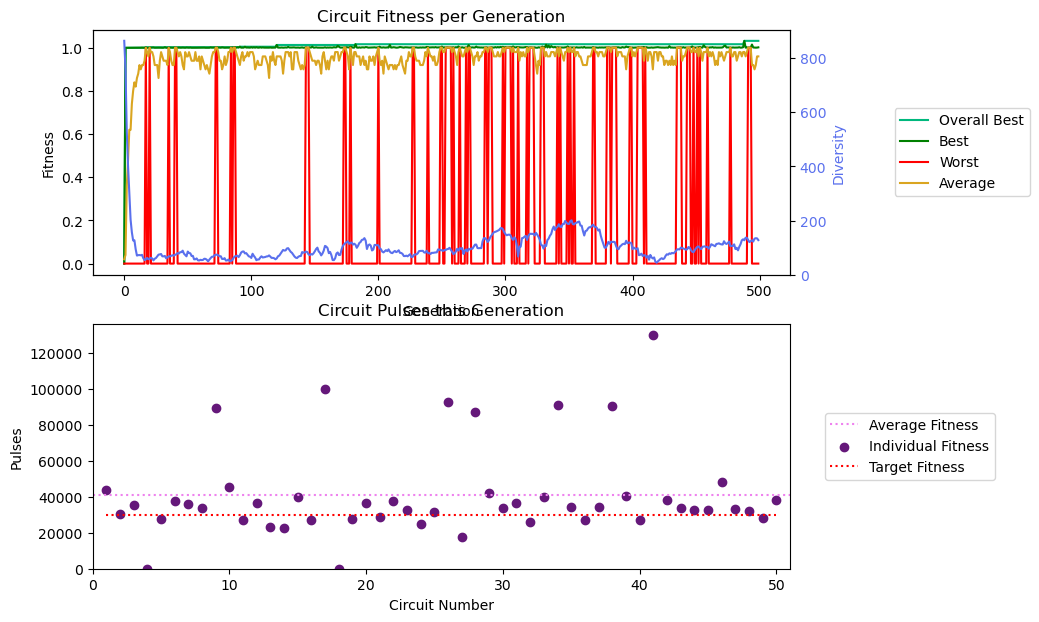 Circuit Fitness per Generation
1.0
0.8
0.6
0.4
0.2
0.0
Fitness
800
600
400
200
0
Diversity
0 100 200 300 400 500
Generation
Overall Best
Best
Worst
Average
Circuit Pulses this Generation
120000
100000
80000
60000
40000
20000
0
Pulses
0 10 20 30 40 50
Circuit Number
Average Fitness
Individual Fitness
Target Fitness